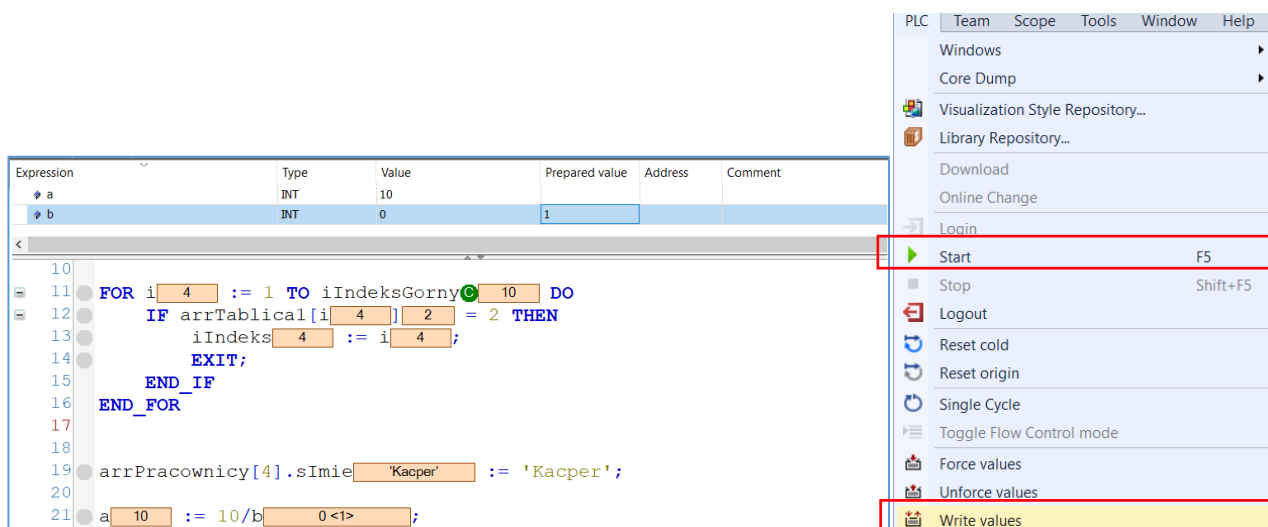 PLC Team Scope Tools Window Help
Windows
Core Dump
Visualization Style Repository...
Library Repository...
Download
Online Change
Login
Start F5
Stop Shift+F5
Logout
Reset cold
Reset origin
Single Cycle
Toggle Flow Control mode
Force values
Unforce values
Write values
Expression Type Value Prepared value Address Comment
a INT 10
b INT 0 1
10
11 FOR i 4 := 1 TO iIndeksGorny C 10 DO
12 IF arrTablica1[i 4 ] 2 = 2 THEN
13 iIndeks 4 := i 4 ;
14 EXIT;
15 END_IF
16 END_FOR
17
18
19 arrPracownicy[4].sImie 'Kacper' := 'Kacper';
20
21 a 10 := 10/b 0 <1> ;